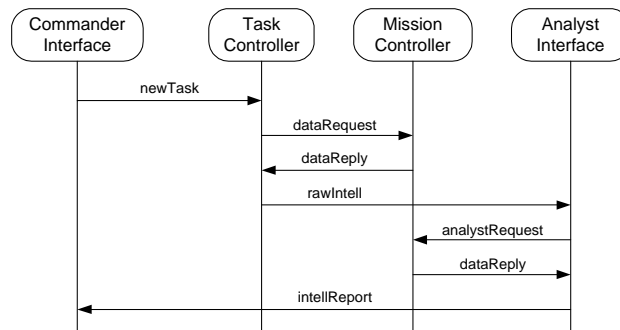 Commander
Interface
Task
Controller
Mission
Controller
Analyst
Interface
newTask
dataRequest
dataReply
rawIntell
analystRequest
dataReply
intellReport